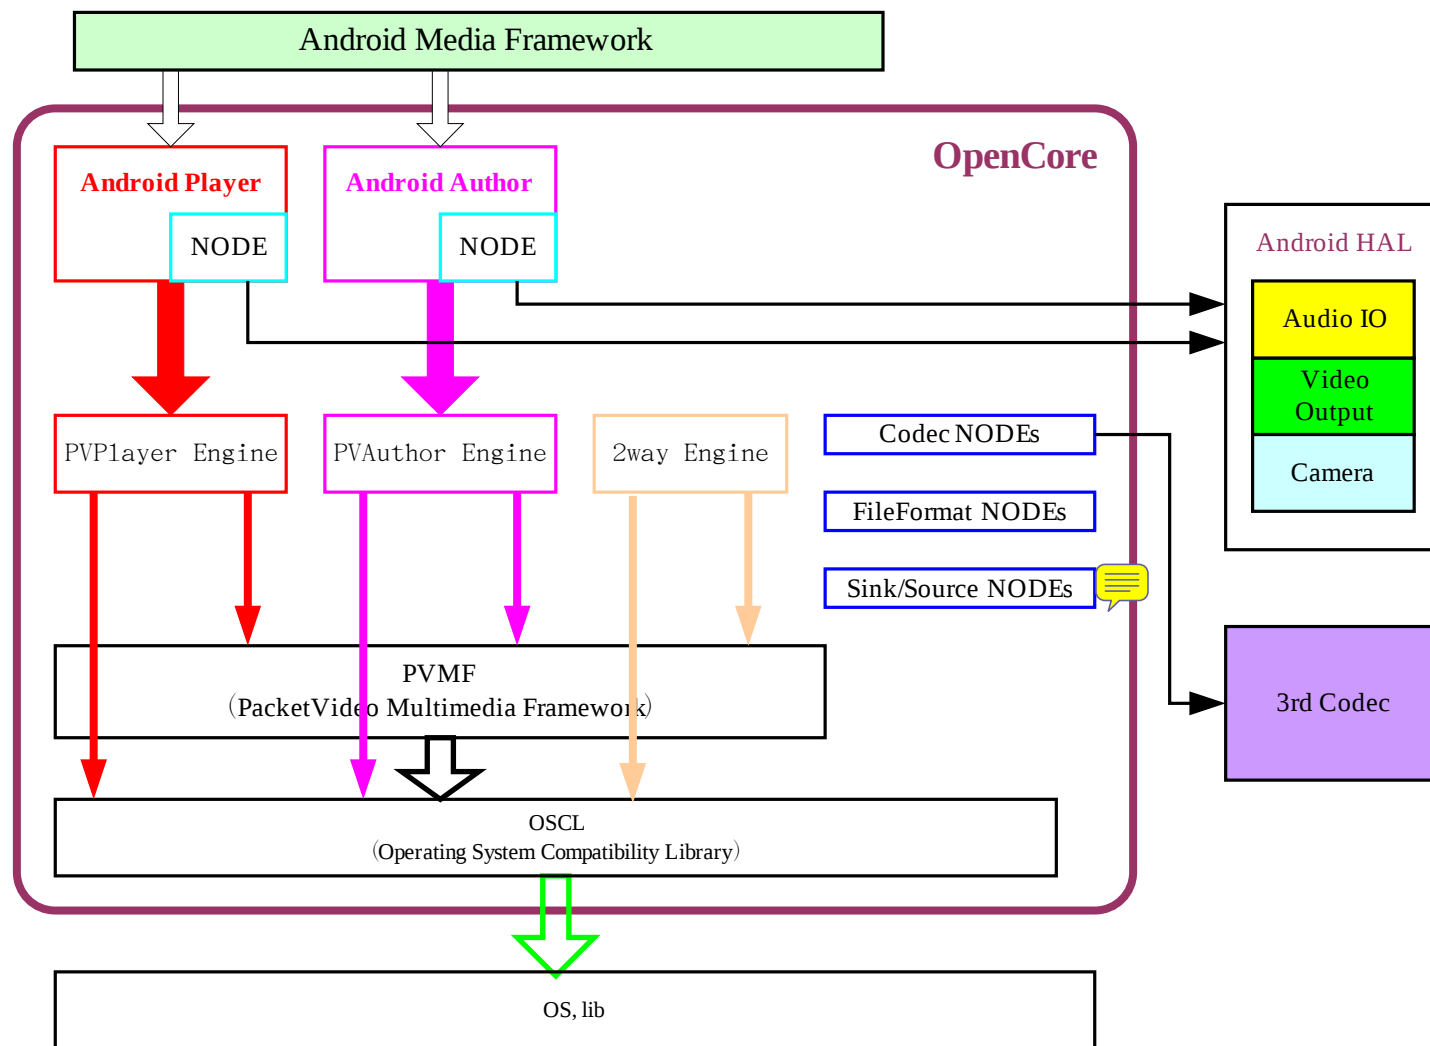 Android Media Framework
OpenCore
Android Player
Android Author
NODE
NODE
Android HAL
Audio IO
Video
Output
Camera
PVPlayer Engine
PVAuthor Engine
2way Engine
Codec NODEs
FileFormat NODEs
Sink/Source NODEs
PVMF
（PacketVideo Multimedia Framework）
3rd Codec
OSCL
（Operating System Compatibility Library）
OS, lib